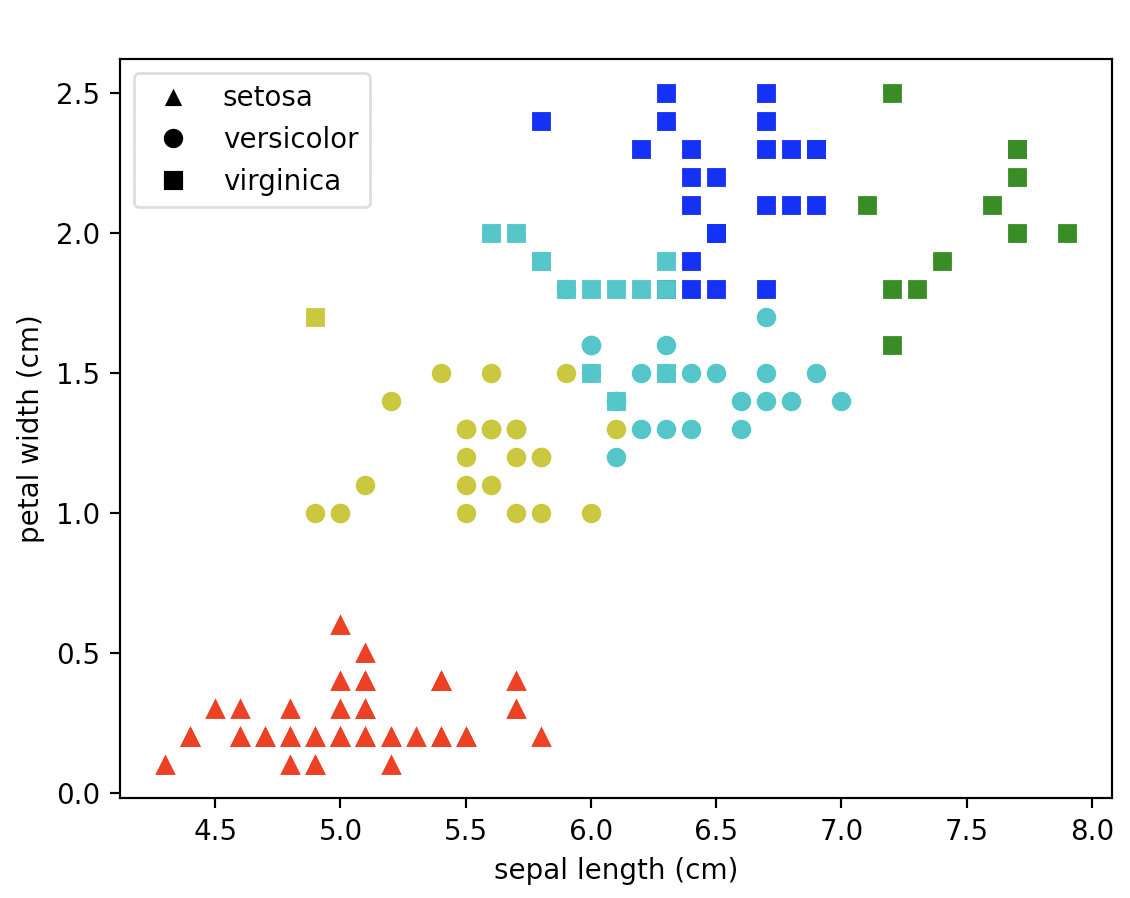 setosa
versicolor
virginica
2.5
2.0
1.5
1.0
0.5
0.0
petal width (cm)
4.5 5.0 5.5 6.0 6.5 7.0 7.5 8.0
sepal length (cm)